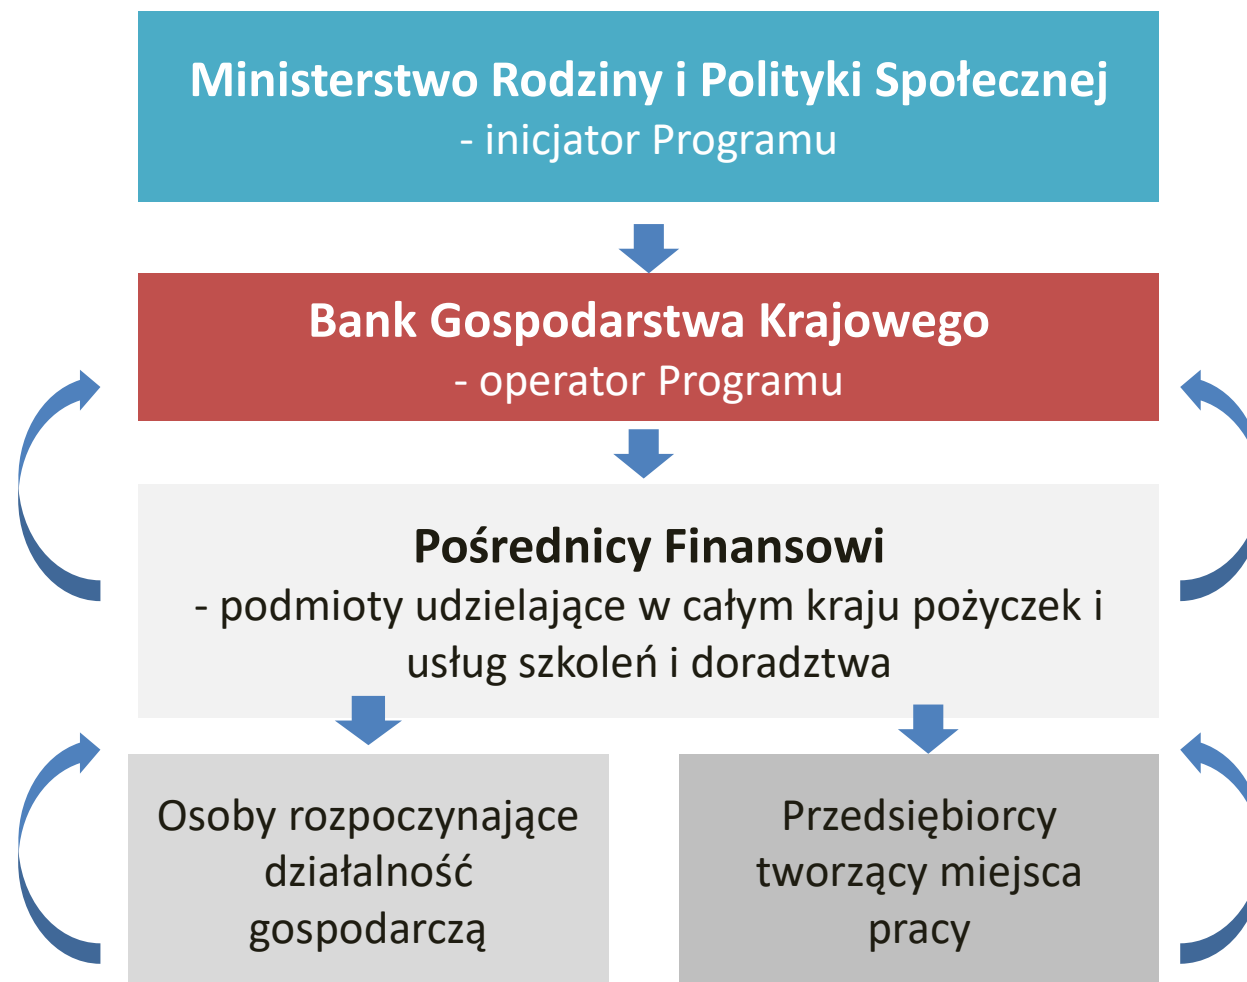 Ministerstwo Rodziny i Polityki Społecznej
- inicjator Programu
Bank Gospodarstwa Krajowego
- operator Programu
Pośrednicy Finansowi
- podmioty udzielające w całym kraju pożyczek i
usług szkoleń i doradztwa
Osoby rozpoczynające
działalność
gospodarczą
Przedsiębiorcy
tworzący miejsca
pracy